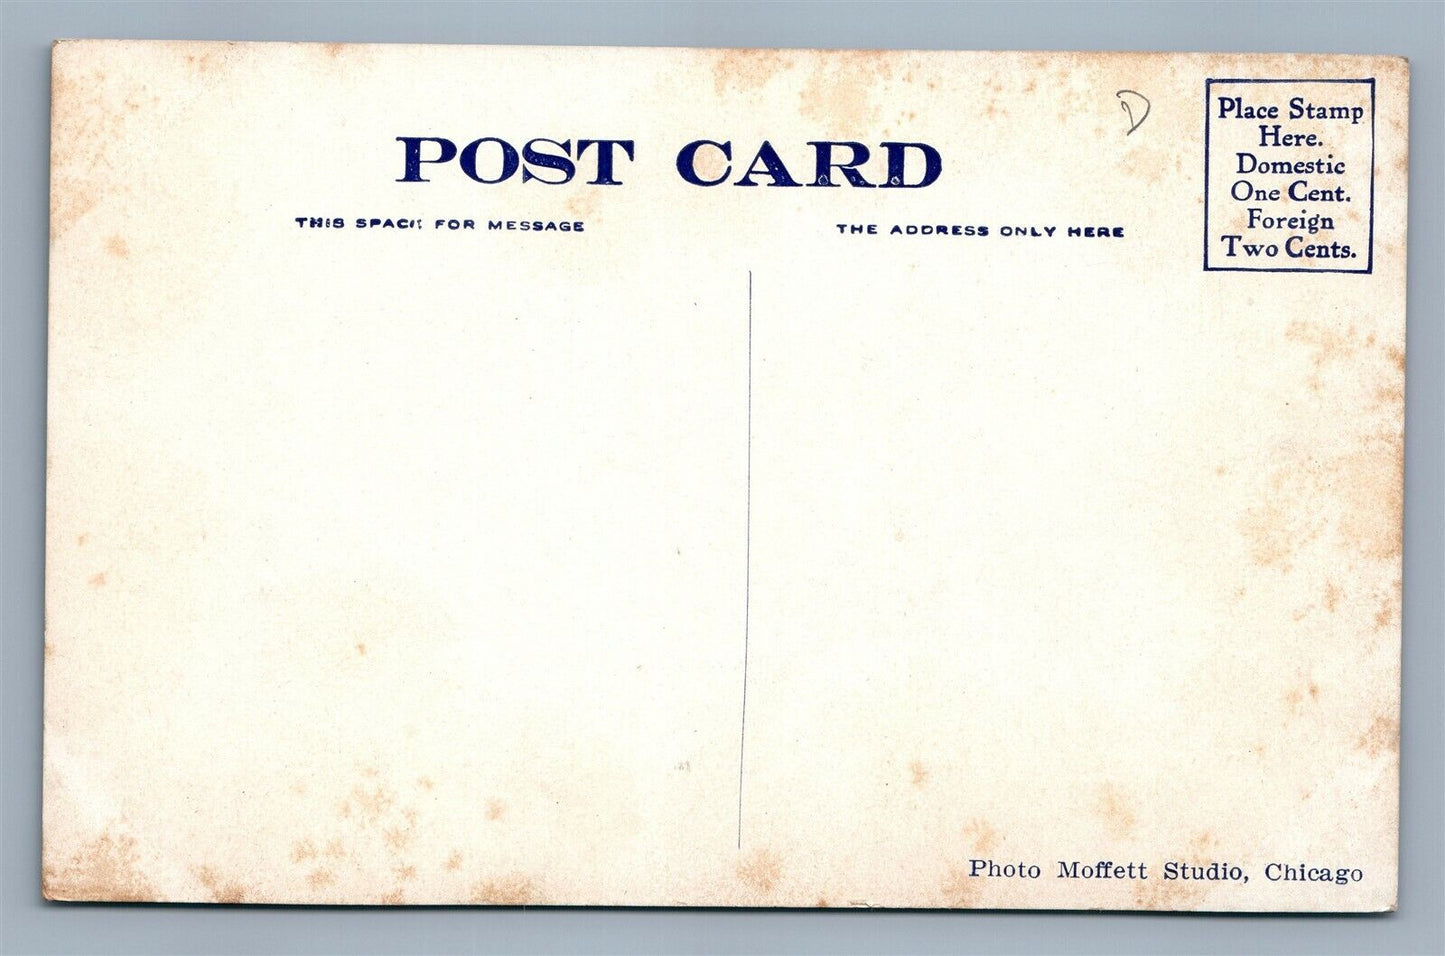 D
POST CARD
THIS SPACE FOR MESSAGE
THE ADDRESS ONLY HERE
Place Stamp
Here.
Domestic
One Cent.
Foreign
Two Cents.
Photo Moffett Studio, Chicago